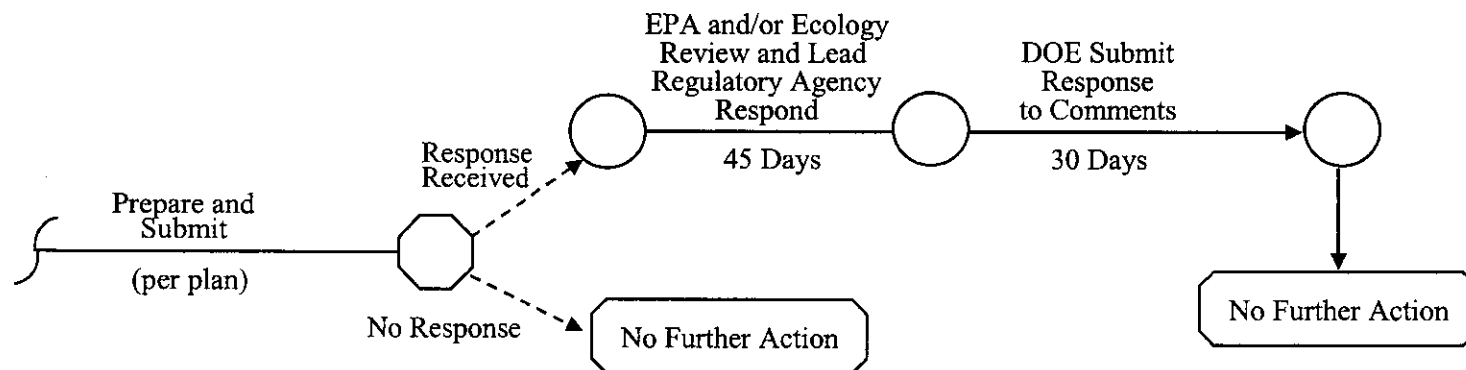 EPA and/or Ecology
Review and Lead
Regulatory Agency
Respond
45 Days
DOE Submit
Response
to Comments
30 Days
Response
Received
Prepare and
Submit
(per plan)
No Response
No Further Action
No Further Action